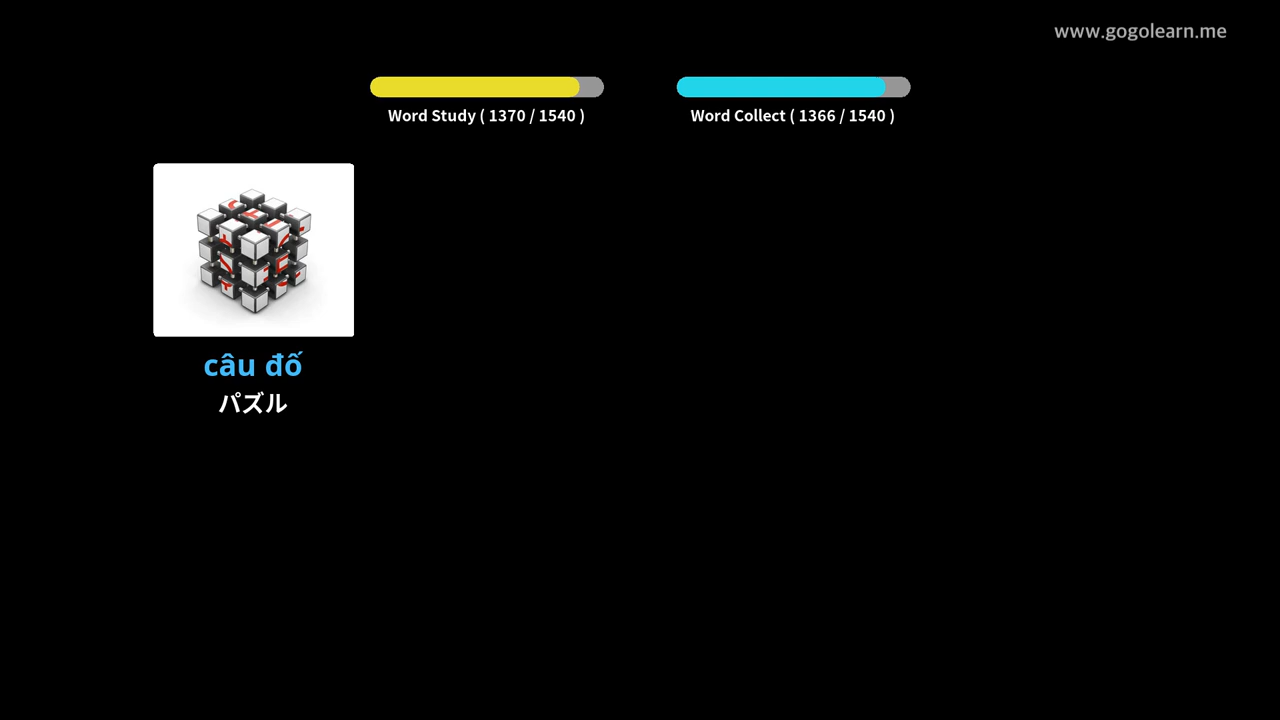 www.gogolearn.me
Word Study ( 1370 / 1540 )
Word Collect ( 1366 / 1540 )
câu đố
パズル